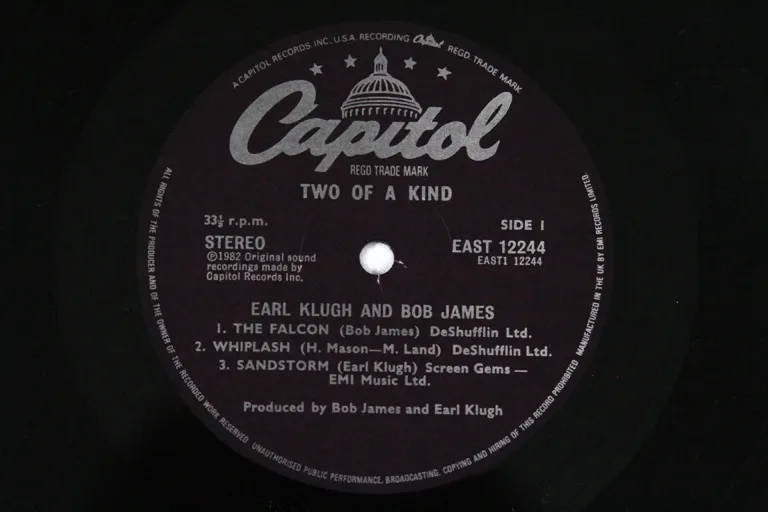 A CAPITOL RECORDS INC. U.S.A. RECORDING Capitol REGD. TRADE MARK
Capitol
REGD TRADE MARK
TWO OF A KIND
33⅓ r.p.m.
SIDE 1
STEREO
EAST 12244
Ⓟ1982 Original sound
EAST1 12244
recordings made by
Capitol Records Inc.
EARL KLUGH AND BOB JAMES
1. THE FALCON (Bob James) DeShufflin Ltd.
2. WHIPLASH (H. Mason—M. Land) DeShufflin Ltd.
3. SANDSTORM (Earl Klugh) Screen Gems —
EMI Music Ltd.
Produced by Bob James and Earl Klugh
ALL RIGHTS OF THE PRODUCER AND OF THE OWNER OF THE RECORDED WORK RESERVED. UNAUTHORISED PUBLIC PERFORMANCE, BROADCASTING, COPYING AND HIRING OF THIS RECORD PROHIBITED. MANUFACTURED IN THE UK BY EMI RECORDS LIMITED.